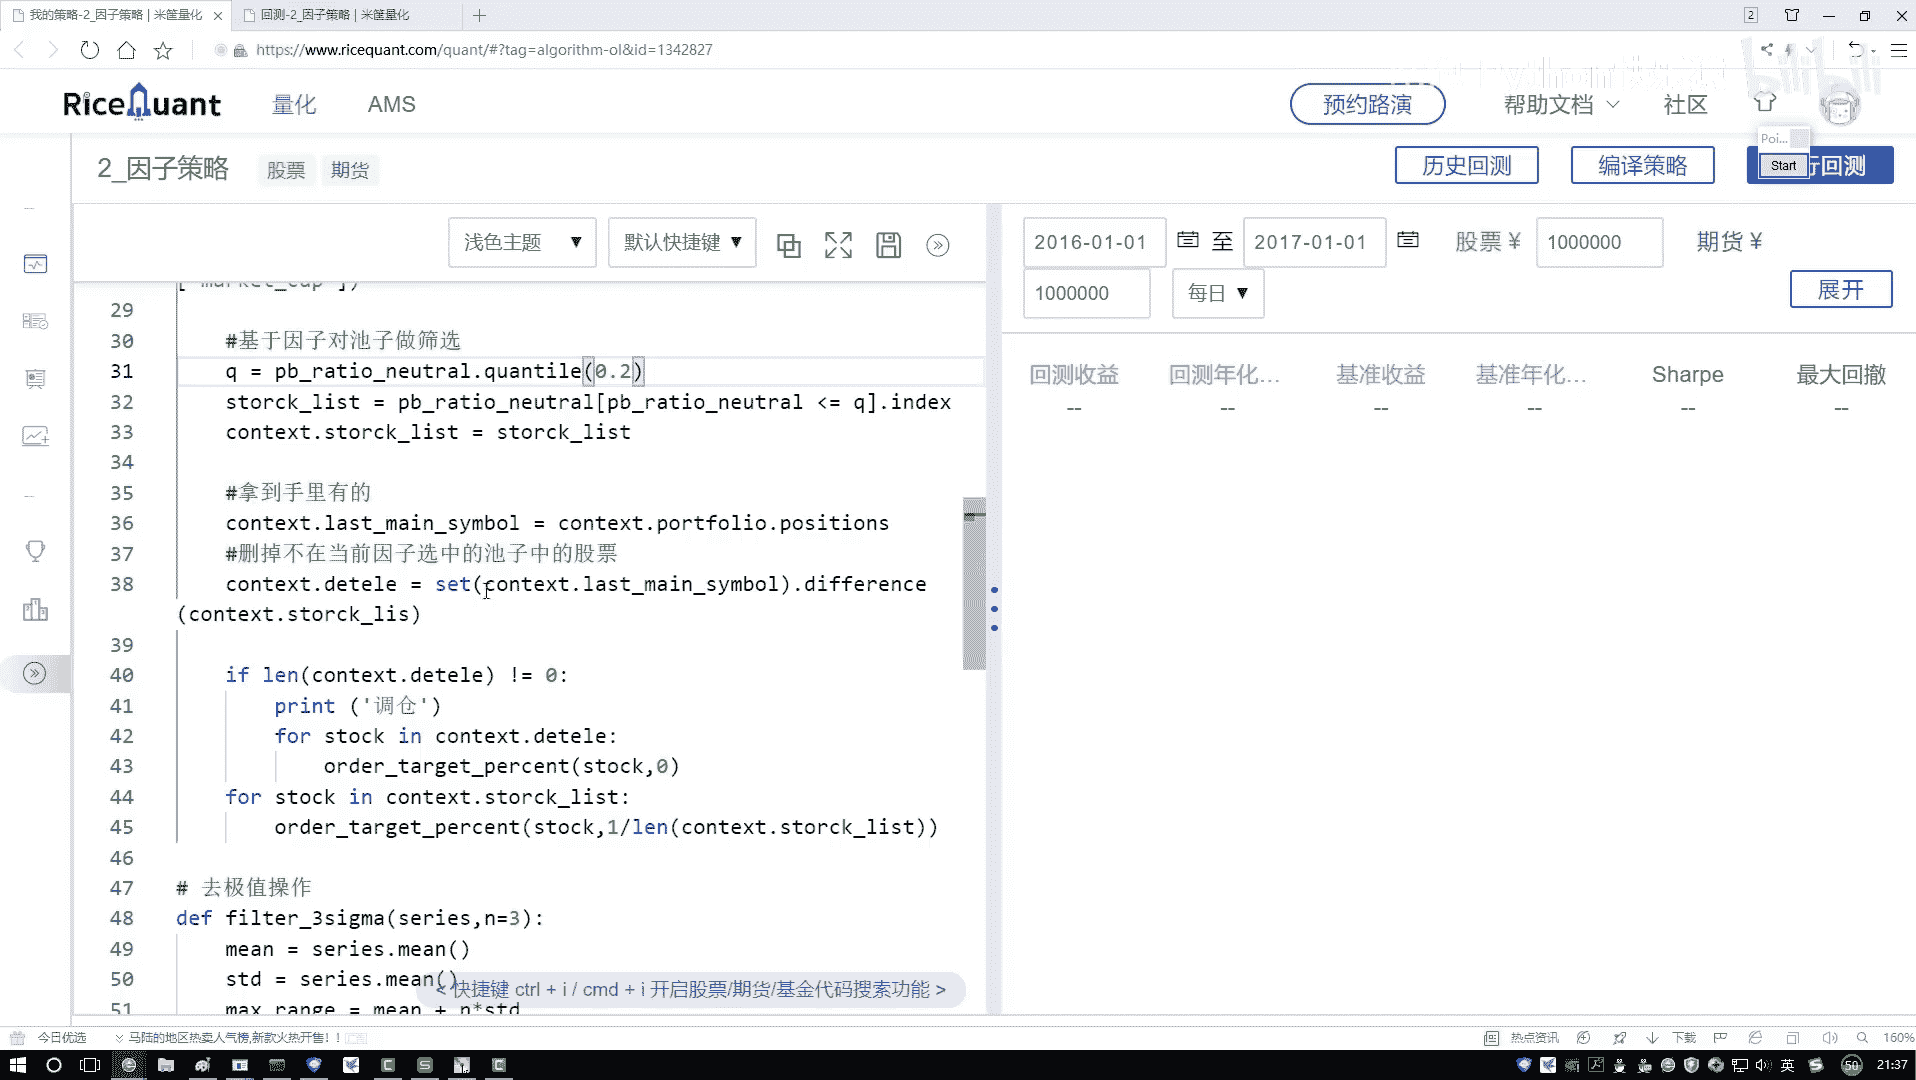 我的策略-2_因子策略 | 米筐量化
回测-2_因子策略 | 米筐量化
2
https://www.ricequant.com/quant/#?tag=algorithm-ol&id=1342827
RiceQuant 量化 AMS 预约路演 帮助文档 社区
bilibili
2_因子策略 股票 期货 历史回测 编译策略 行回测
Poi...
Start
浅色主题 ▼ 默认快捷键 ▼
2016-01-01 至 2017-01-01 股票 ¥ 1000000 期货 ¥
1000000 每日 ▼ 展开
回测收益 回测年化... 基准收益 基准年化... Sharpe 最大回撤
-- -- -- -- -- --
['market_cap'])
29
30 #基于因子对池子做筛选
31 q = pb_ratio_neutral.quantile(0.2)
32 storck_list = pb_ratio_neutral[pb_ratio_neutral <= q].index
33 context.storck_list = storck_list
34
35 #拿到手里有的
36 context.last_main_symbol = context.portfolio.positions
37 #删掉不在当前因子选中的池子中的股票
38 context.detele = set(context.last_main_symbol).difference
(context.storck_lis)
39
40 if len(context.detele) != 0:
41 print ('调仓')
42 for stock in context.detele:
43 order_target_percent(stock,0)
44 for stock in context.storck_list:
45 order_target_percent(stock,1/len(context.storck_list))
46
47 # 去极值操作
48 def filter_3sigma(series,n=3):
49 mean = series.mean()
50 std = series.mean()
< 快捷键 ctrl + i / cmd + i 开启股票/期货/基金代码搜索功能 >
51 max_range = mean + n*std
今日优选 马陆的地区热卖人气榜,新款火热开售！！ 热点资讯 下载 160%
英 50 21:37